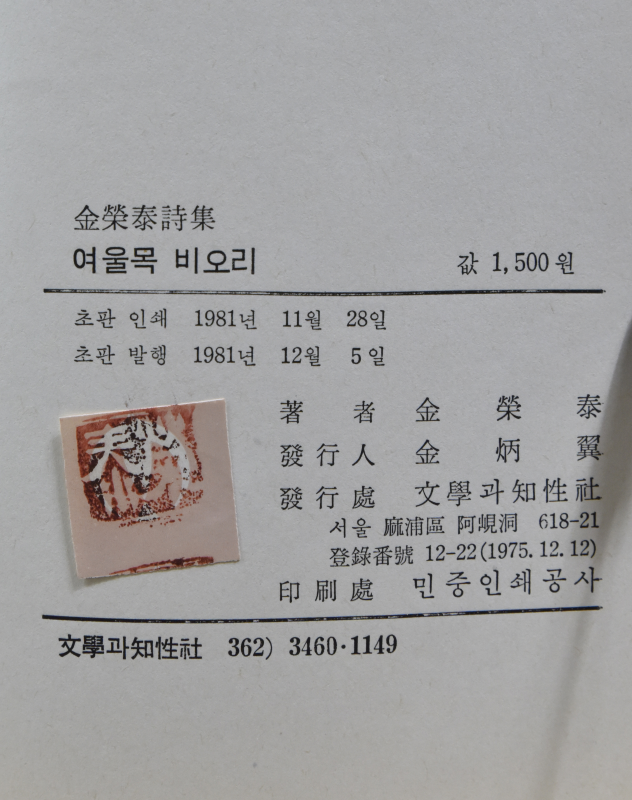 金榮泰詩集
여울목 비오리 값 1,500원
초판 인쇄 1981년 11월 28일
초판 발행 1981년 12월 5일
著者 金榮泰
發行人 金炳翼
發行處 文學과知性社
서울 麻浦區 阿峴洞 618-21
登錄番號 12-22(1975.12.12)
印刷處 민중인쇄공사
文學과知性社 362) 3460·1149